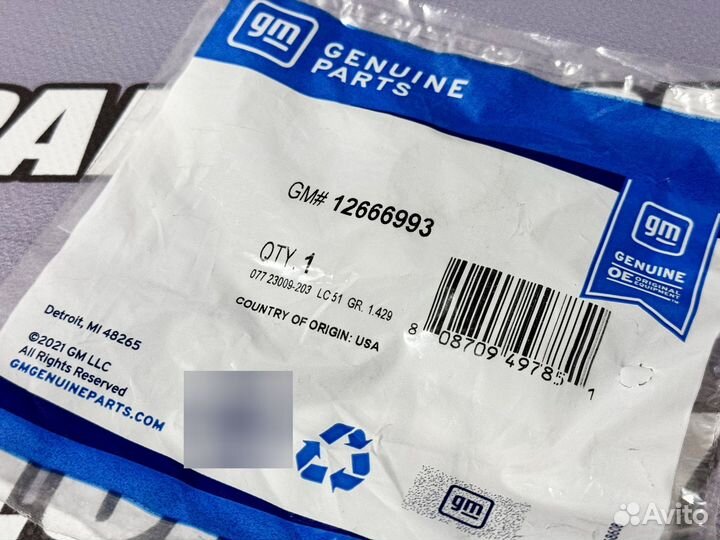 gm
GENUINE
PARTS
GM# 12666993
QTY. 1
077 23009-203 LC 51 GR. 1.429
COUNTRY OF ORIGIN: USA
8 08709 49785 1
gm
GENUINE
OE ORIGINAL
EQUIPMENT™
Detroit, MI 48265
©2021 GM LLC
All Rights Reserved
GMGENUINEPARTS.COM
gm
Avito